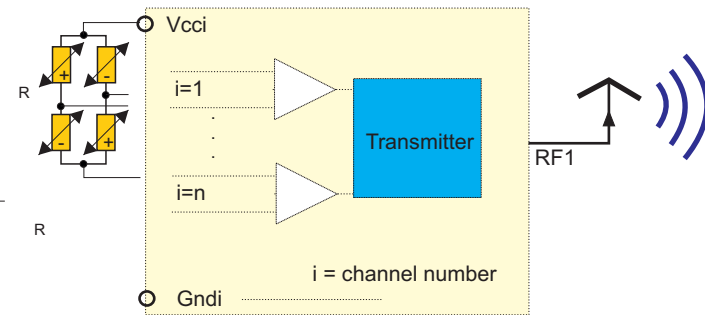 Vcci
+
-
R
i=1
.
.
.
-
+
Transmitter
RF1
i=n
R
i = channel number
Gndi